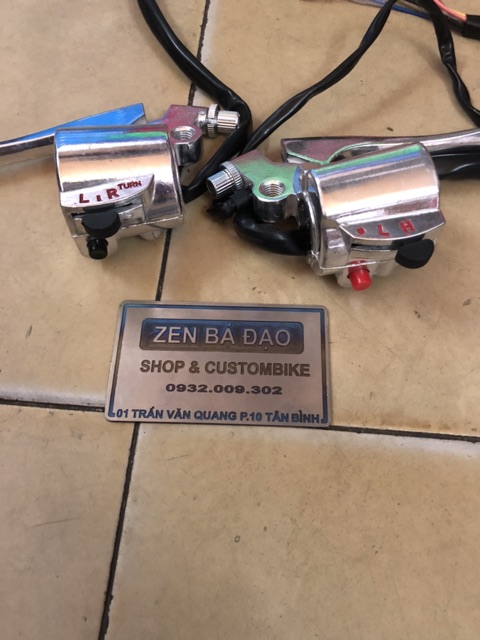 L R TURN
• L H
ZEN BÁ ĐẠO
SHOP & CUSTOMBIKE
0932.009.302
01 TRẦN VĂN QUANG P.10 TÂN BÌNH